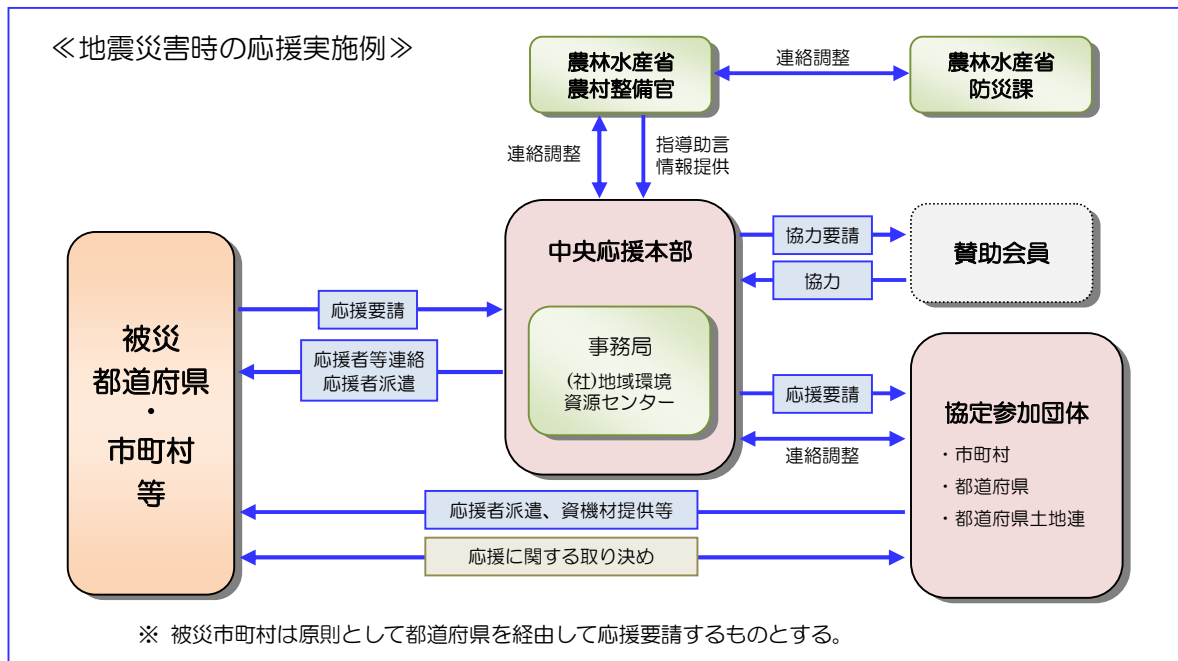 ≪地震災害時の応援実施例≫
農林水産省
農村整備官
連絡調整
農林水産省
防災課
連絡調整
指導助言
情報提供
中央応援本部
協力要請
協力
賛助会員
被災
都道府県
・
市町村
等
応援要請
応援者等連絡
応援者派遣
事務局
(社)地域環境
資源センター
応援要請
連絡調整
協定参加団体
・市町村
・都道府県
・都道府県土地連
応援者派遣、資機材提供等
応援に関する取り決め
※ 被災市町村は原則として都道府県を経由して応援要請するものとする。